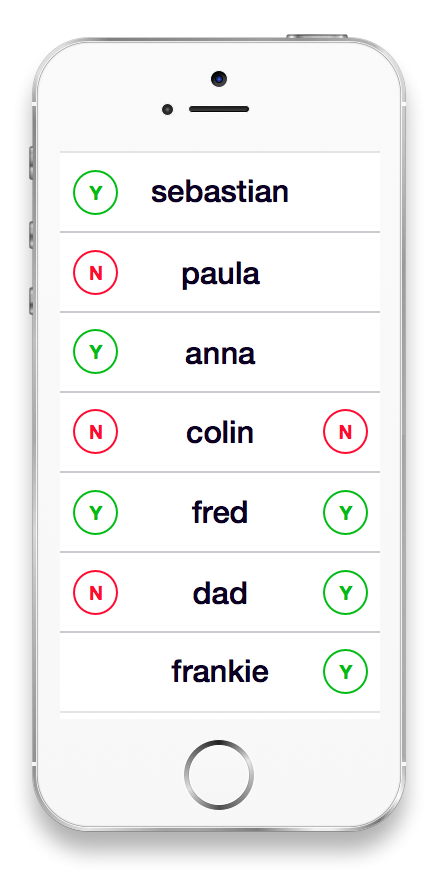 Y sebastian
N paula
Y anna
N colin N
Y fred Y
N dad Y
frankie Y